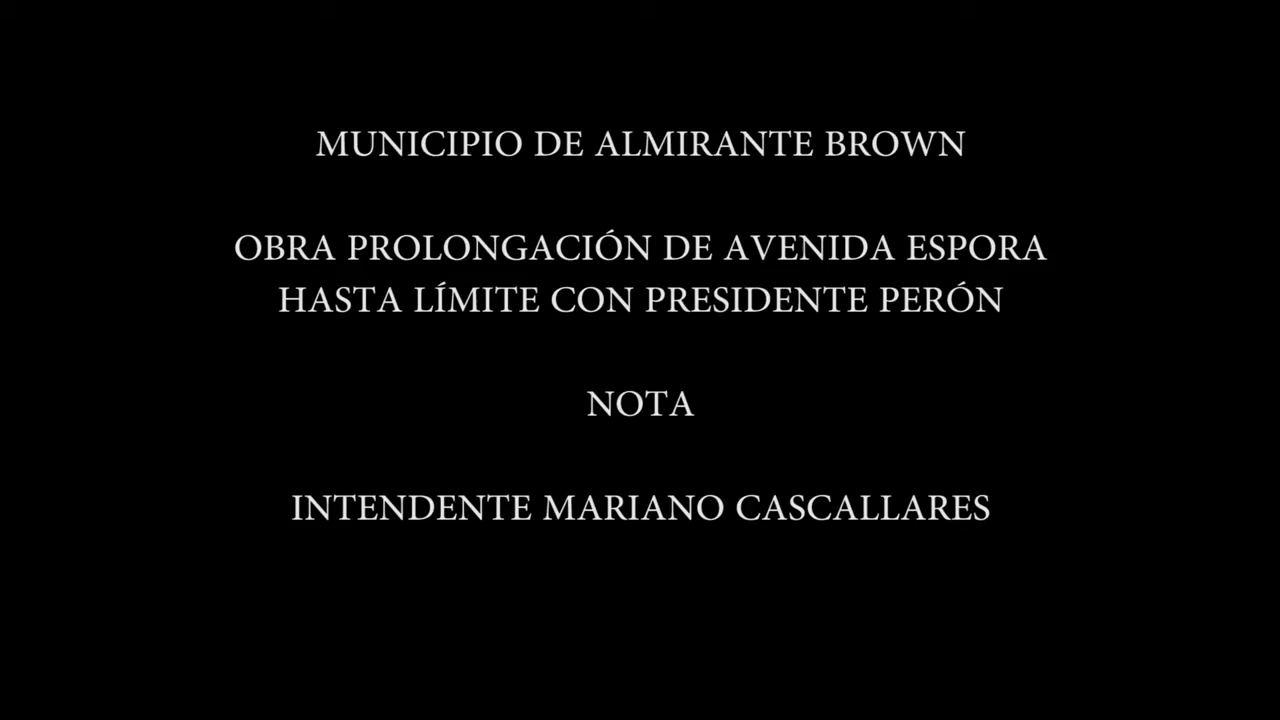 MUNICIPIO DE ALMIRANTE BROWN
OBRA PROLONGACIÓN DE AVENIDA ESPORA
HASTA LÍMITE CON PRESIDENTE PERÓN
NOTA
INTENDENTE MARIANO CASCALLARES